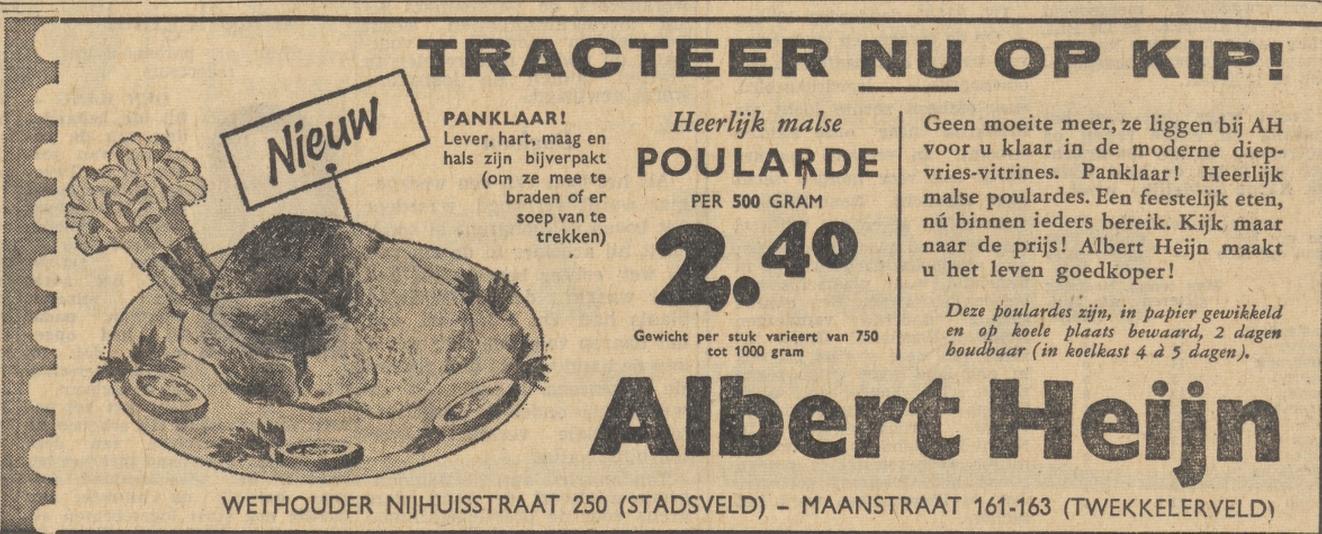 TRACTEER NU OP KIP!
Nieuw
PANKLAAR!
Lever, hart, maag en
hals zijn bijverpakt
(om ze mee te
braden of er
soep van te
trekken)
Heerlijk malse
POULARDE
PER 500 GRAM
2.40
Gewicht per stuk varieert van 750
tot 1000 gram
Geen moeite meer, ze liggen bij AH
voor u klaar in de moderne diep-
vries-vitrines. Panklaar! Heerlijk
malse poulardes. Een feestelijk eten,
nú binnen ieders bereik. Kijk maar
naar de prijs! Albert Heijn maakt
u het leven goedkoper!
Deze poulardes zijn, in papier gewikkeld
en op koele plaats bewaard, 2 dagen
houdbaar (in koelkast 4 à 5 dagen).
Albert Heijn
WETHOUDER NIJHUISSTRAAT 250 (STADSVELD) – MAANSTRAAT 161-163 (TWEKKELERVELD)